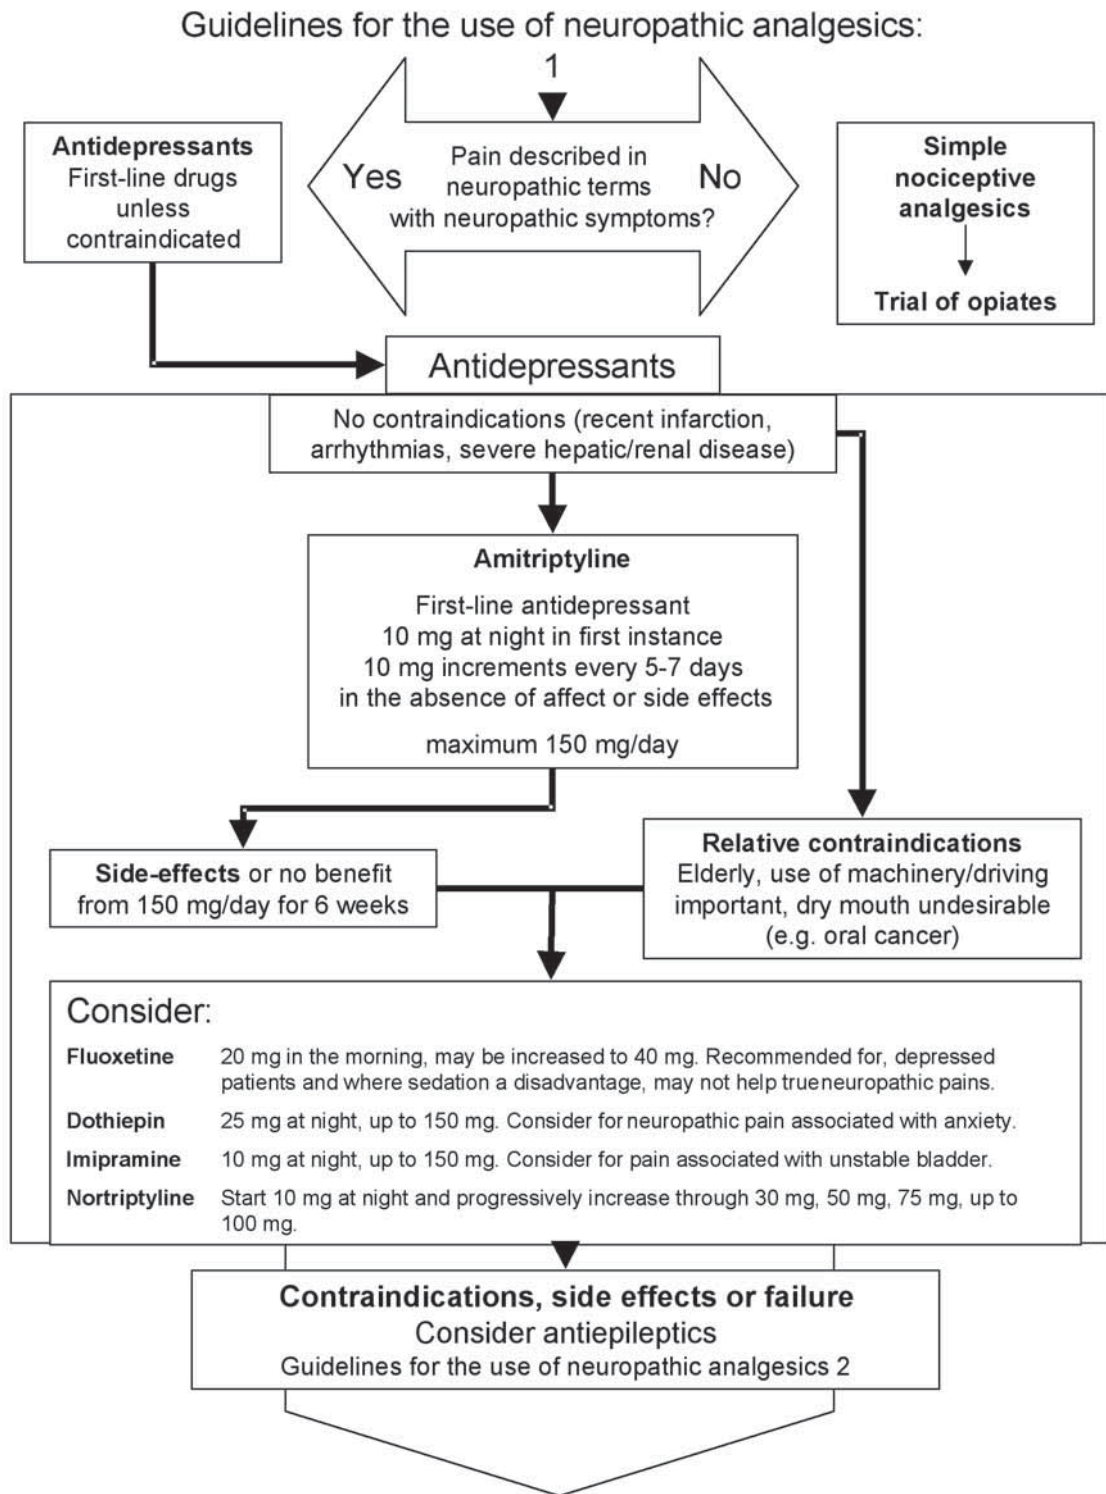 Guidelines for the use of neuropathic analgesics:
1
Antidepressants
First-line drugs
unless
contraindicated
Yes
Pain described in
neuropathic terms
with neuropathic symptoms?
No
Simple
nociceptive
analgesics
Trial of opiates
Antidepressants
No contraindications (recent infarction,
arrhythmias, severe hepatic/renal disease)
Amitriptyline
First-line antidepressant
10 mg at night in first instance
10 mg increments every 5-7 days
in the absence of affect or side effects
maximum 150 mg/day
Side-effects or no benefit
from 150 mg/day for 6 weeks
Relative contraindications
Elderly, use of machinery/driving
important, dry mouth undesirable
(e.g. oral cancer)
Consider:
Fluoxetine 20 mg in the morning, may be increased to 40 mg. Recommended for, depressed
patients and where sedation a disadvantage, may not help trueneuropathic pains.
Dothiepin 25 mg at night, up to 150 mg. Consider for neuropathic pain associated with anxiety.
Imipramine 10 mg at night, up to 150 mg. Consider for pain associated with unstable bladder.
Nortriptyline Start 10 mg at night and progressively increase through 30 mg, 50 mg, 75 mg, up to
100 mg.
Contraindications, side effects or failure
Consider antiepileptics
Guidelines for the use of neuropathic analgesics 2